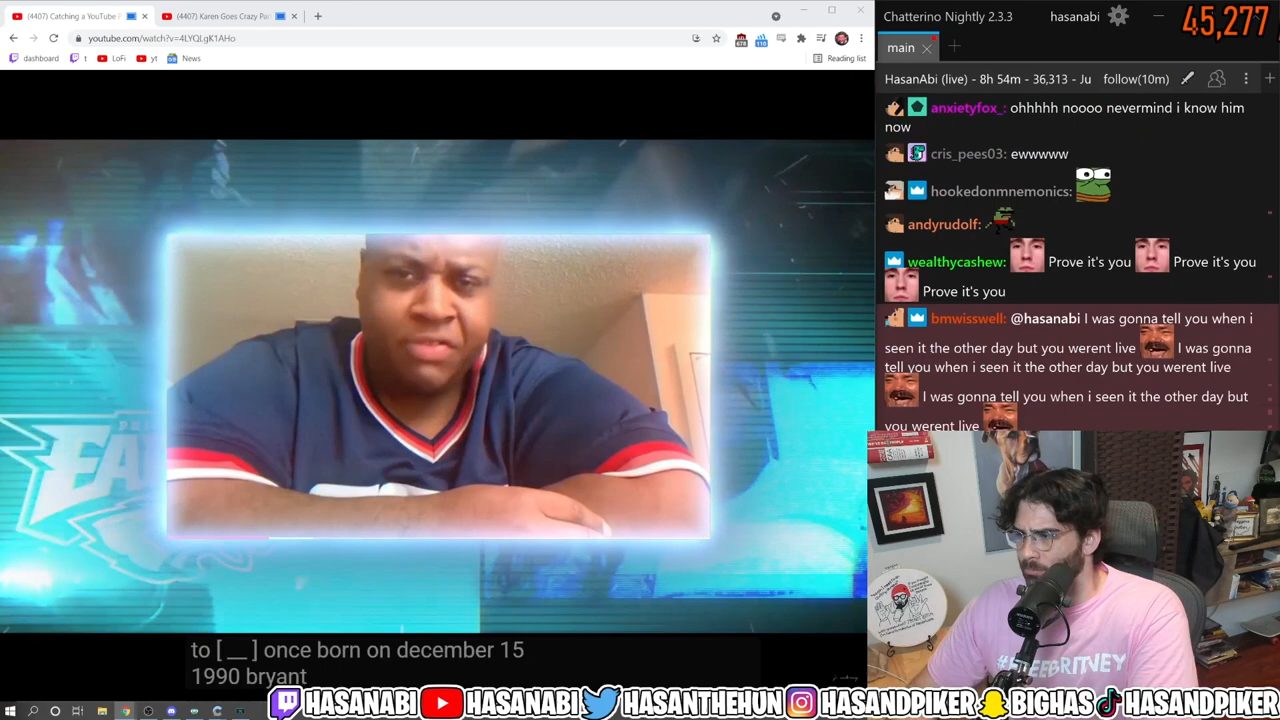 (4407) Catching a YouTube P
(4407) Karen Goes Crazy Par
youtube.com/watch?v=4LYQLgK1AHo
dashboard
t
LoFi
yt
News
Reading list
678
110
to [ __ ] once born on december 15
1990 bryant
Chatterino Nightly 2.3.3
hasanabi
45,277
main
HasanAbi (live) - 8h 54m - 36,313 - Ju
follow(10m)
anxietyfox_: ohhhhh noooo nevermind i know him
now
cris_pees03: ewwwww
hookedonmnemonics:
andyrudolf:
wealthycashew: Prove it's you Prove it's you
Prove it's you
bmwisswell: @hasanabi I was gonna tell you when i
seen it the other day but you werent live I was gonna
tell you when i seen it the other day but you werent live
I was gonna tell you when i seen it the other day but
you werent live
HASANABI HASANABI HASANTHEHUN HASANDPIKER BIGHAS HASANDPIKER